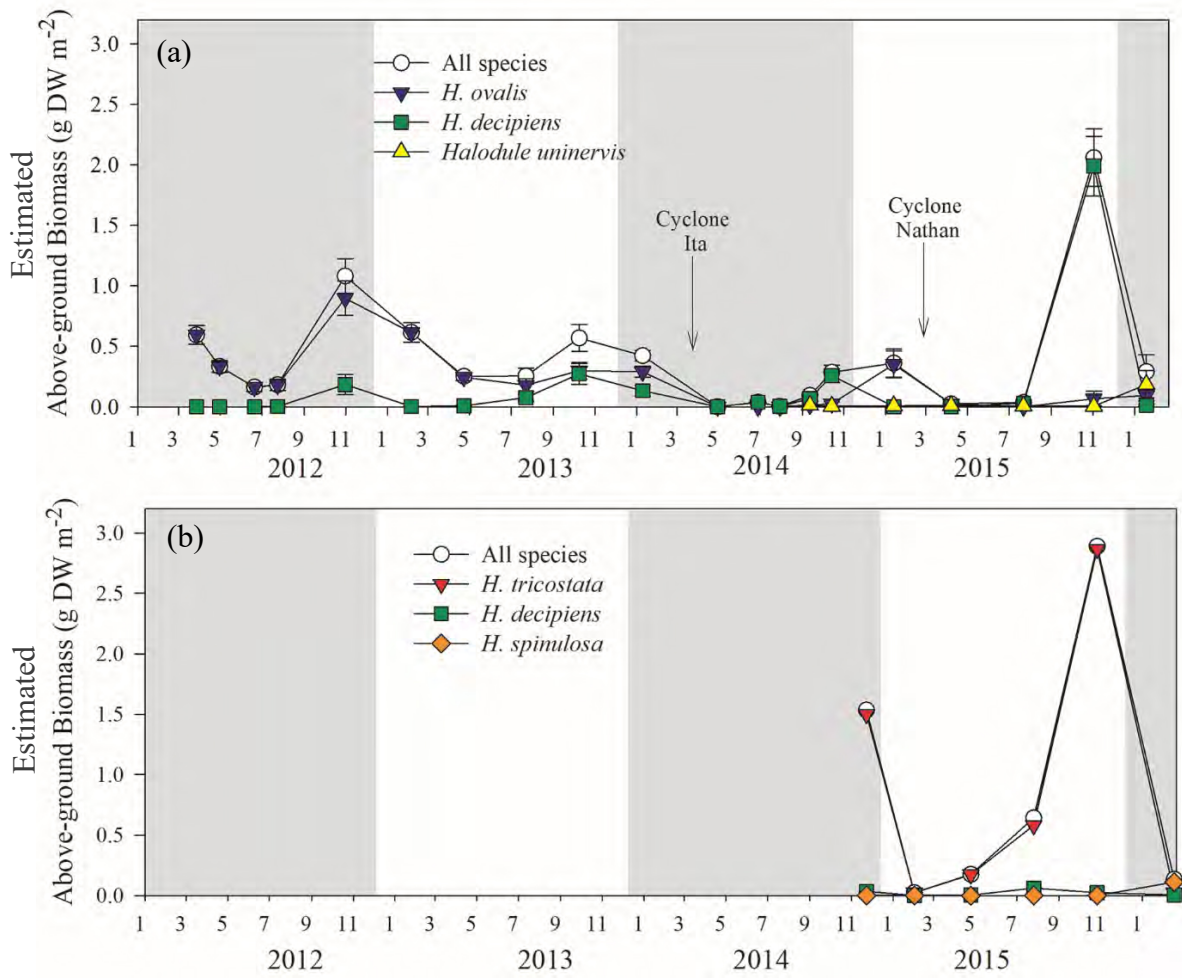 (a)
All species
H. ovalis
H. decipiens
Halodule uninervis
Cyclone
Ita
Cyclone
Nathan
Estimated
Above-ground Biomass (g DW m-2)
3.0
2.5
2.0
1.5
1.0
0.5
0.0
1 3 5 7 9 11 1 3 5 7 9 11 1 3 5 7 9 11 1 3 5 7 9 11 1
2012 2013 2014 2015
(b)
All species
H. tricostata
H. decipiens
H. spinulosa
Estimated
Above-ground Biomass (g DW m-2)
3.0
2.5
2.0
1.5
1.0
0.5
0.0
1 3 5 7 9 11 1 3 5 7 9 11 1 3 5 7 9 11 1 3 5 7 9 11 1
2012 2013 2014 2015